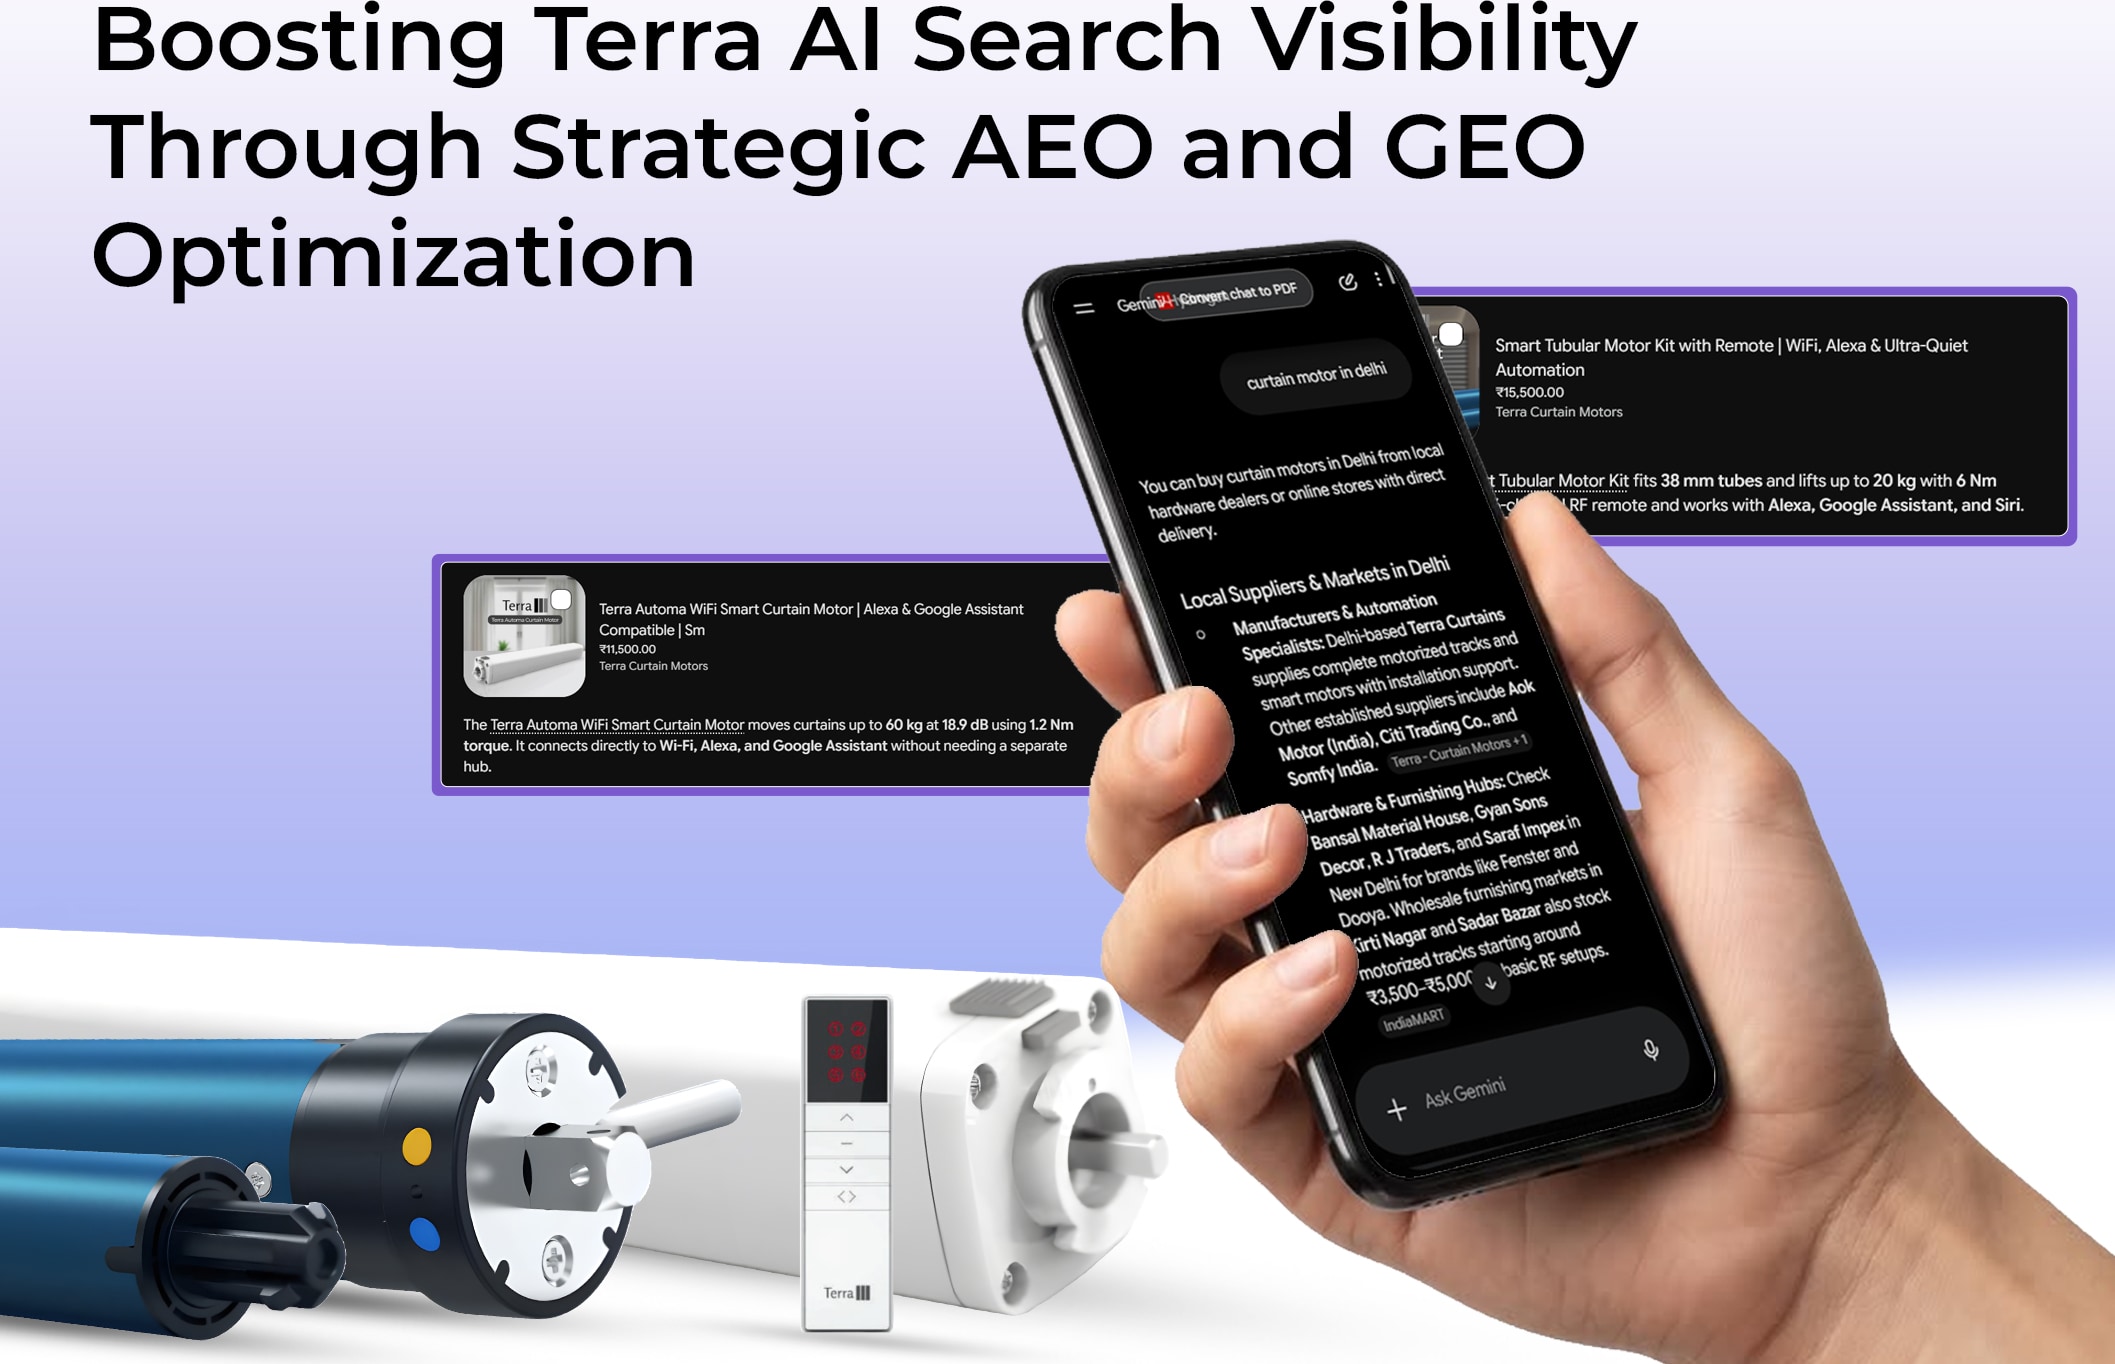 Boosting Terra AI Search Visibility
Through Strategic AEO and GEO
Optimization
Convert chat to PDF
curtain motor in delhi
You can buy curtain motors in Delhi from local
hardware dealers or online stores with direct
delivery.
Local Suppliers & Markets in Delhi
Manufacturers & Automation
Specialists: Delhi-based Terra Curtains
supplies complete motorized tracks and
smart motors with installation support.
Other established suppliers include Aok
Motor (India), Citi Trading Co., and
Somfy India. Terra - Curtain Motors + 1
Hardware & Furnishing Hubs: Check
Bansal Material House, Gyan Sons
Decor, R J Traders, and Saraf Impex in
New Delhi for brands like Fenster and
Dooya. Wholesale furnishing markets in
Kirti Nagar and Sadar Bazar also stock
motorized tracks starting around
₹3,500–₹5,000 basic RF setups.
IndiaMART
Ask Gemini
Smart Tubular Motor Kit with Remote | WiFi, Alexa & Ultra-Quiet
Automation
₹15,500.00
Terra Curtain Motors
Tubular Motor Kit fits 38 mm tubes and lifts up to 20 kg with 6 Nm
RF remote and works with Alexa, Google Assistant, and Siri.
Terra
Terra Automa Curtain Motor
Terra Automa WiFi Smart Curtain Motor | Alexa & Google Assistant
Compatible | Sm
₹11,500.00
Terra Curtain Motors
The Terra Automa WiFi Smart Curtain Motor moves curtains up to 60 kg at 18.9 dB using 1.2 Nm
torque. It connects directly to Wi-Fi, Alexa, and Google Assistant without needing a separate
hub.
Terra